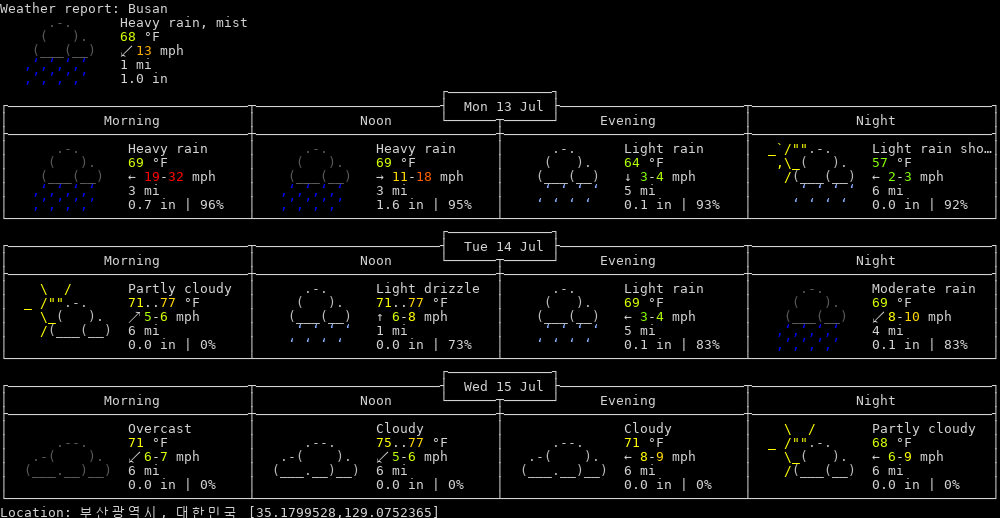 Weather report: Busan
Heavy rain, mist
68 °F
↙ 13 mph
1 mi
1.0 in
Mon 13 Jul
Morning Noon Evening Night
Heavy rain Heavy rain Light rain Light rain sho…
69 °F 69 °F 64 °F 57 °F
← 19-32 mph → 11-18 mph ↓ 3-4 mph ← 2-3 mph
3 mi 3 mi 5 mi 6 mi
0.7 in | 96% 1.6 in | 95% 0.1 in | 93% 0.0 in | 92%
Tue 14 Jul
Morning Noon Evening Night
Partly cloudy Light drizzle Light rain Moderate rain
71..77 °F 71..77 °F 69 °F 69 °F
↗ 5-6 mph ↑ 6-8 mph ← 3-4 mph ↙ 8-10 mph
6 mi 1 mi 5 mi 4 mi
0.0 in | 0% 0.0 in | 73% 0.1 in | 83% 0.1 in | 83%
Wed 15 Jul
Morning Noon Evening Night
Overcast Cloudy Cloudy Partly cloudy
71 °F 75..77 °F 71 °F 68 °F
↙ 6-7 mph ↙ 5-6 mph ← 8-9 mph ← 6-9 mph
6 mi 6 mi 6 mi 6 mi
0.0 in | 0% 0.0 in | 0% 0.0 in | 0% 0.0 in | 0%
Location: 부산광역시, 대한민국 [35.1799528,129.0752365]